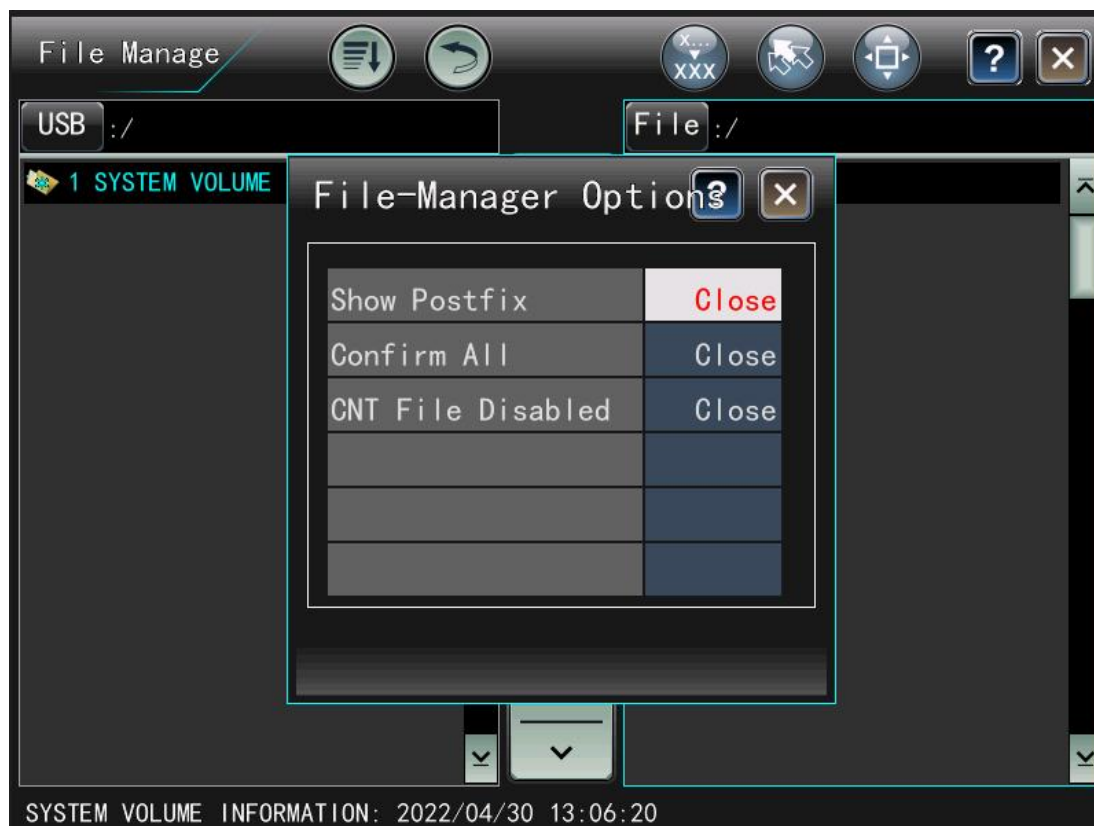 File Manage
x...
xxx
?
USB :/
File :/
1 SYSTEM VOLUME
File-Manager Options
?
Show Postfix Close
Confirm All Close
CNT File Disabled Close
SYSTEM VOLUME INFORMATION: 2022/04/30 13:06:20